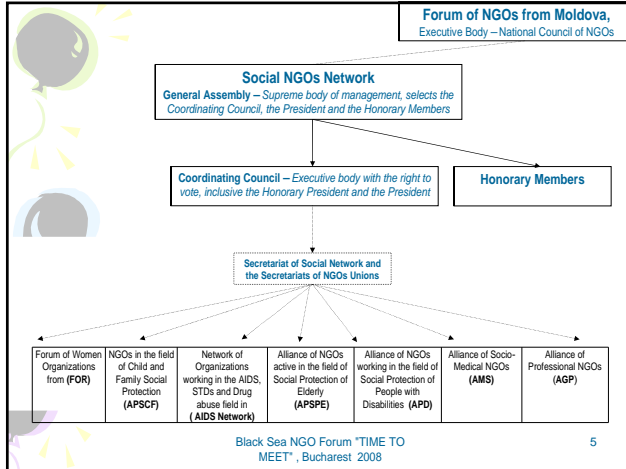 Forum of NGOs from Moldova,
Executive Body – National Council of NGOs
Social NGOs Network
General Assembly – Supreme body of management, selects the
Coordinating Council, the President and the Honorary Members
Coordinating Council – Executive body with the right to
vote, inclusive the Honorary President and the President
Honorary Members
Secretariat of Social Network and
the Secretariats of NGOs Unions
Forum of Women
Organizations
from (FOR)
NGOs in the field
of Child and
Family Social
Protection
(APSCF)
Network of
Organizations
working in the AIDS,
STDs and Drug
abuse field in
( AIDS Network)
Alliance of NGOs
active in the field of
Social Protection of
Elderly
(APSPE)
Alliance of NGOs
working in the field of
Social Protection of
People with
Disabilities (APD)
Alliance of Socio-
Medical NGOs
(AMS)
Alliance of
Professional NGOs
(AGP)
Black Sea NGO Forum "TIME TO
MEET" , Bucharest 2008
5